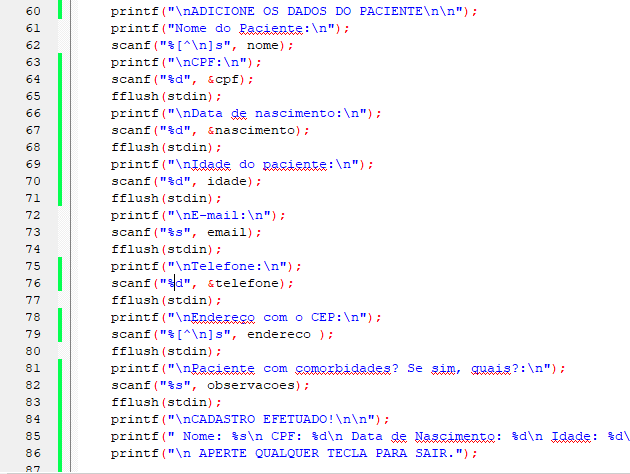 60 printf("\nADICIONE OS DADOS DO PACIENTE\n\n");
61 printf("Nome do Paciente:\n");
62 scanf("%[^\n]s", nome);
63 printf("\nCPF:\n");
64 scanf("%d", &cpf);
65 fflush(stdin);
66 printf("\nData de nascimento:\n");
67 scanf("%d", &nascimento);
68 fflush(stdin);
69 printf("\nIdade do paciente:\n");
70 scanf("%d", idade);
71 fflush(stdin);
72 printf("\nE-mail:\n");
73 scanf("%s", email);
74 fflush(stdin);
75 printf("\nTelefone:\n");
76 scanf("%d", &telefone);
77 fflush(stdin);
78 printf("\nEndereço com o CEP:\n");
79 scanf("%[^\n]s", endereco );
80 fflush(stdin);
81 printf("\nPaciente com comorbidades? Se sim, quais?:\n");
82 scanf("%s", observacoes);
83 fflush(stdin);
84 printf("\nCADASTRO EFETUADO!\n\n");
85 printf(" Nome: %s\n CPF: %d\n Data de Nascimento: %d\n Idade: %d\
86 printf("\n APERTE QUALQUER TECLA PARA SAIR.");
87